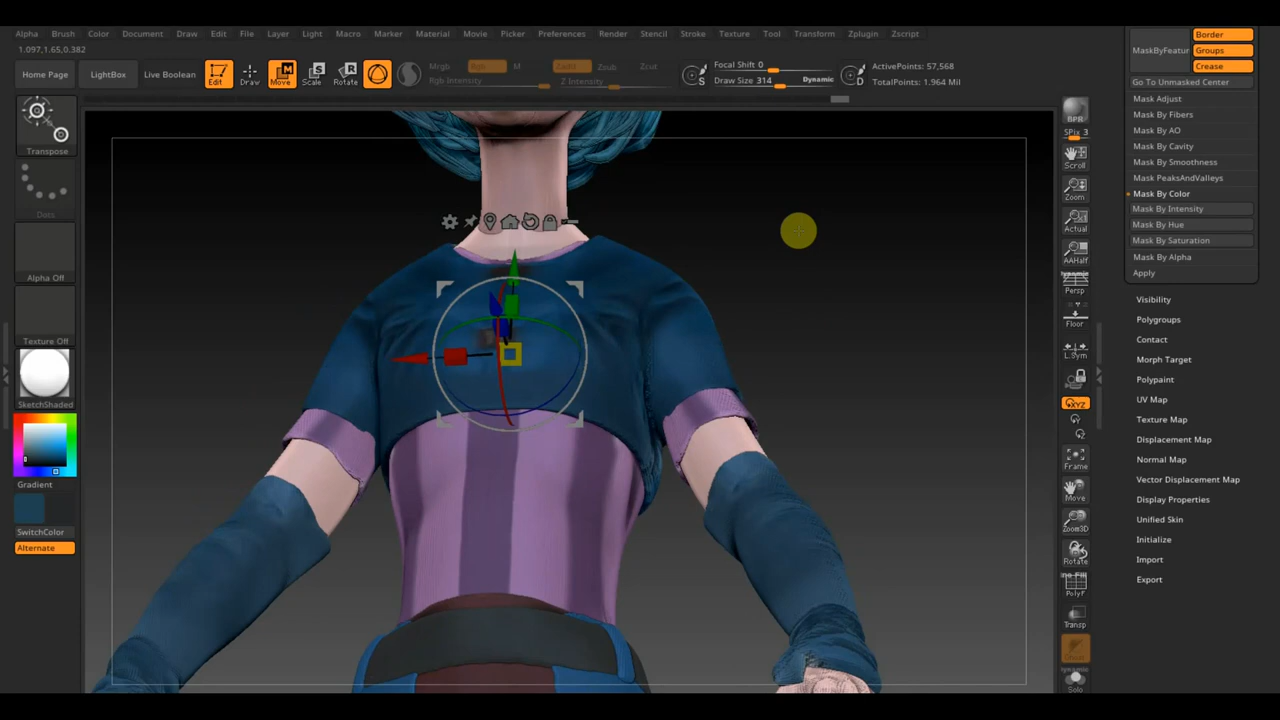 Alpha Brush Color Document Draw Edit File Layer Light Macro Marker Material Movie Picker Preferences Render Stencil Stroke Texture Tool Transform Zplugin Zscript
1.097,1.65,0.382
Home Page
LightBox
Live Boolean
Edit
Draw
Move
Scale
Rotate
Mrgb
Rgb
M
Rgb Intensity
Zadd
Zsub
Zcut
Z Intensity
S
Focal Shift 0
Draw Size 314
Dynamic
D
ActivePoints: 57,568
TotalPoints: 1.964 Mil
Transpose
Dots
Alpha Off
Texture Off
SketchShaded
Gradient
SwitchColor
Alternate
BPR
SPix 3
Scroll
Zoom
Actual
AAHalf
Dynamic
Persp
Floor
L.Sym
XYZ
Y
Z
Frame
Move
Zoom3D
Rotate
PolyF
Transp
Dynamic
Solo
MaskByFeatur
Border
Groups
Crease
Go To Unmasked Center
Mask Adjust
Mask By Fibers
Mask By AO
Mask By Cavity
Mask By Smoothness
Mask PeaksAndValleys
Mask By Color
Mask By Intensity
Mask By Hue
Mask By Saturation
Mask By Alpha
Apply
Visibility
Polygroups
Contact
Morph Target
Polypaint
UV Map
Texture Map
Displacement Map
Normal Map
Vector Displacement Map
Display Properties
Unified Skin
Initialize
Import
Export